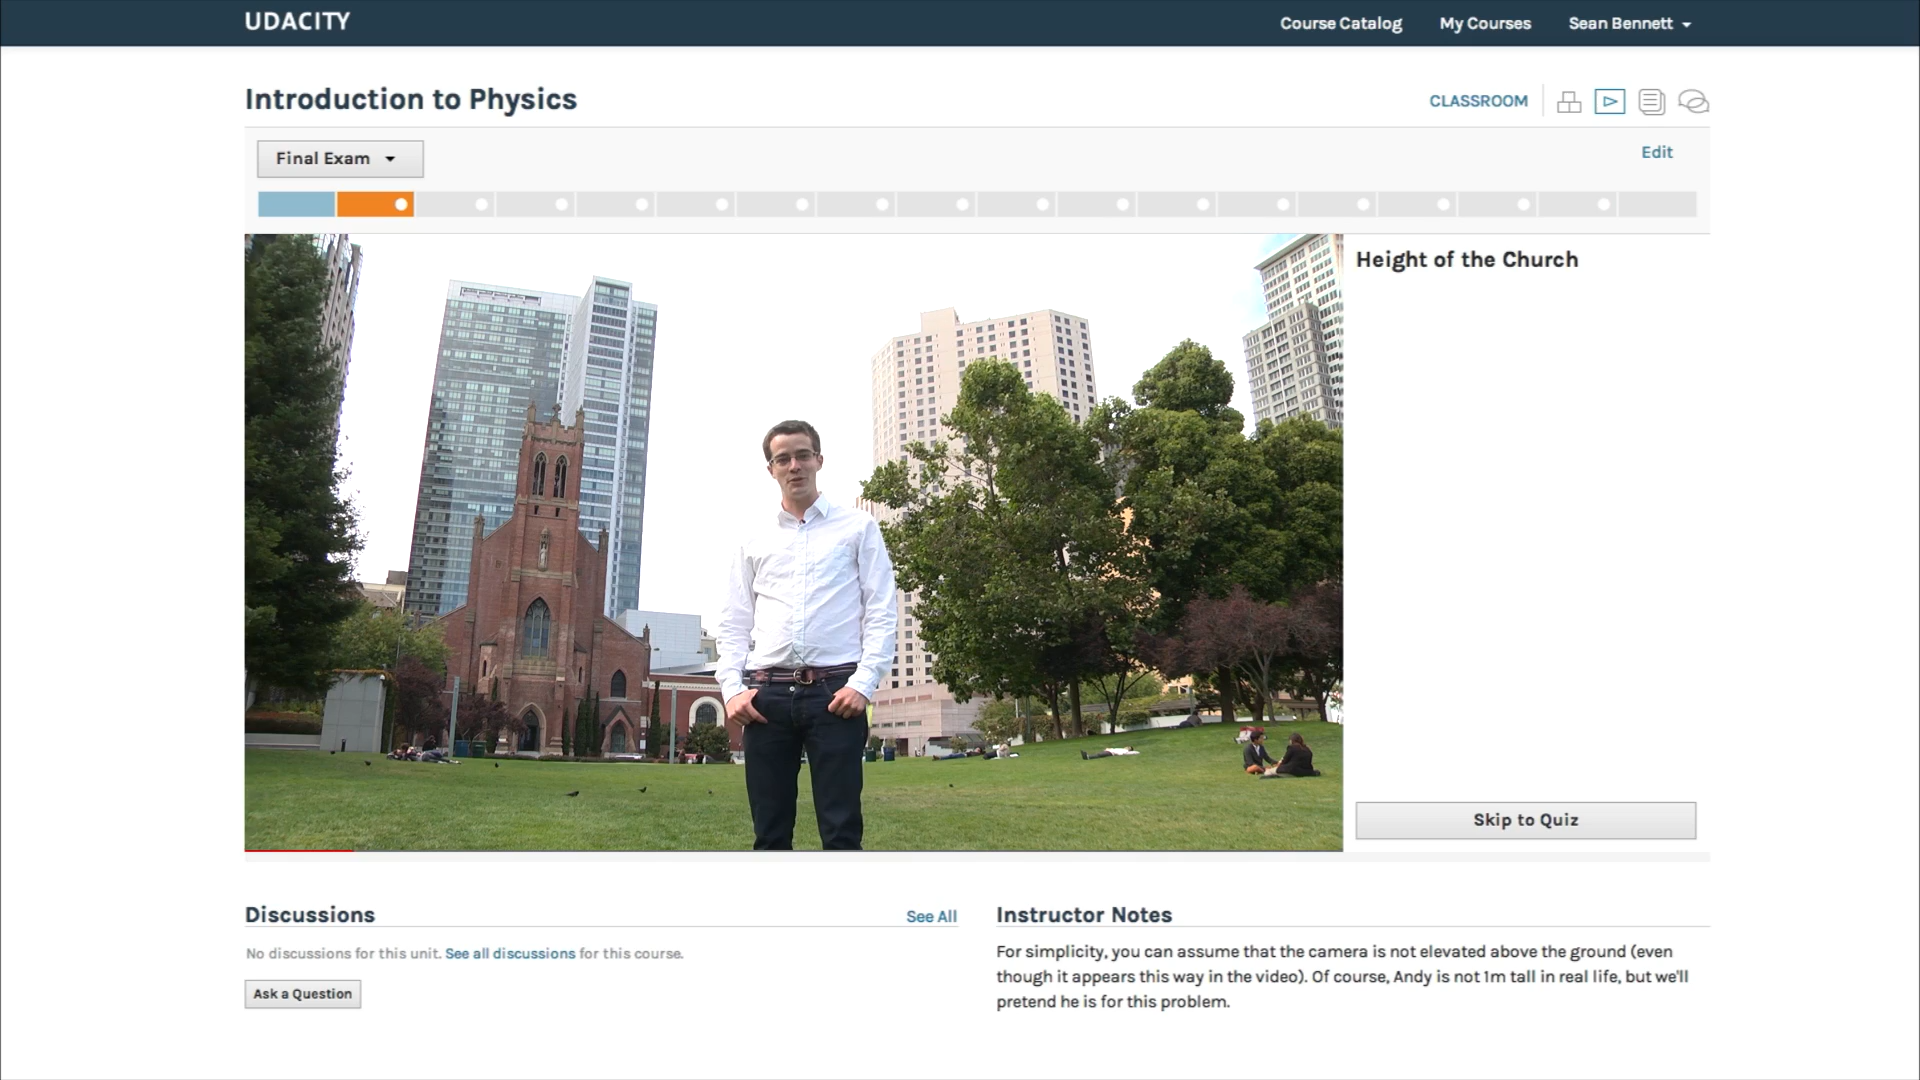 UDACITY
Course Catalog
My Courses
Sean Bennett
Introduction to Physics
CLASSROOM
Final Exam
Edit
Height of the Church
Skip to Quiz
Discussions
See All
No discussions for this unit. See all discussions for this course.
Ask a Question
Instructor Notes
For simplicity, you can assume that the camera is not elevated above the ground (even
though it appears this way in the video). Of course, Andy is not 1m tall in real life, but we'll
pretend he is for this problem.